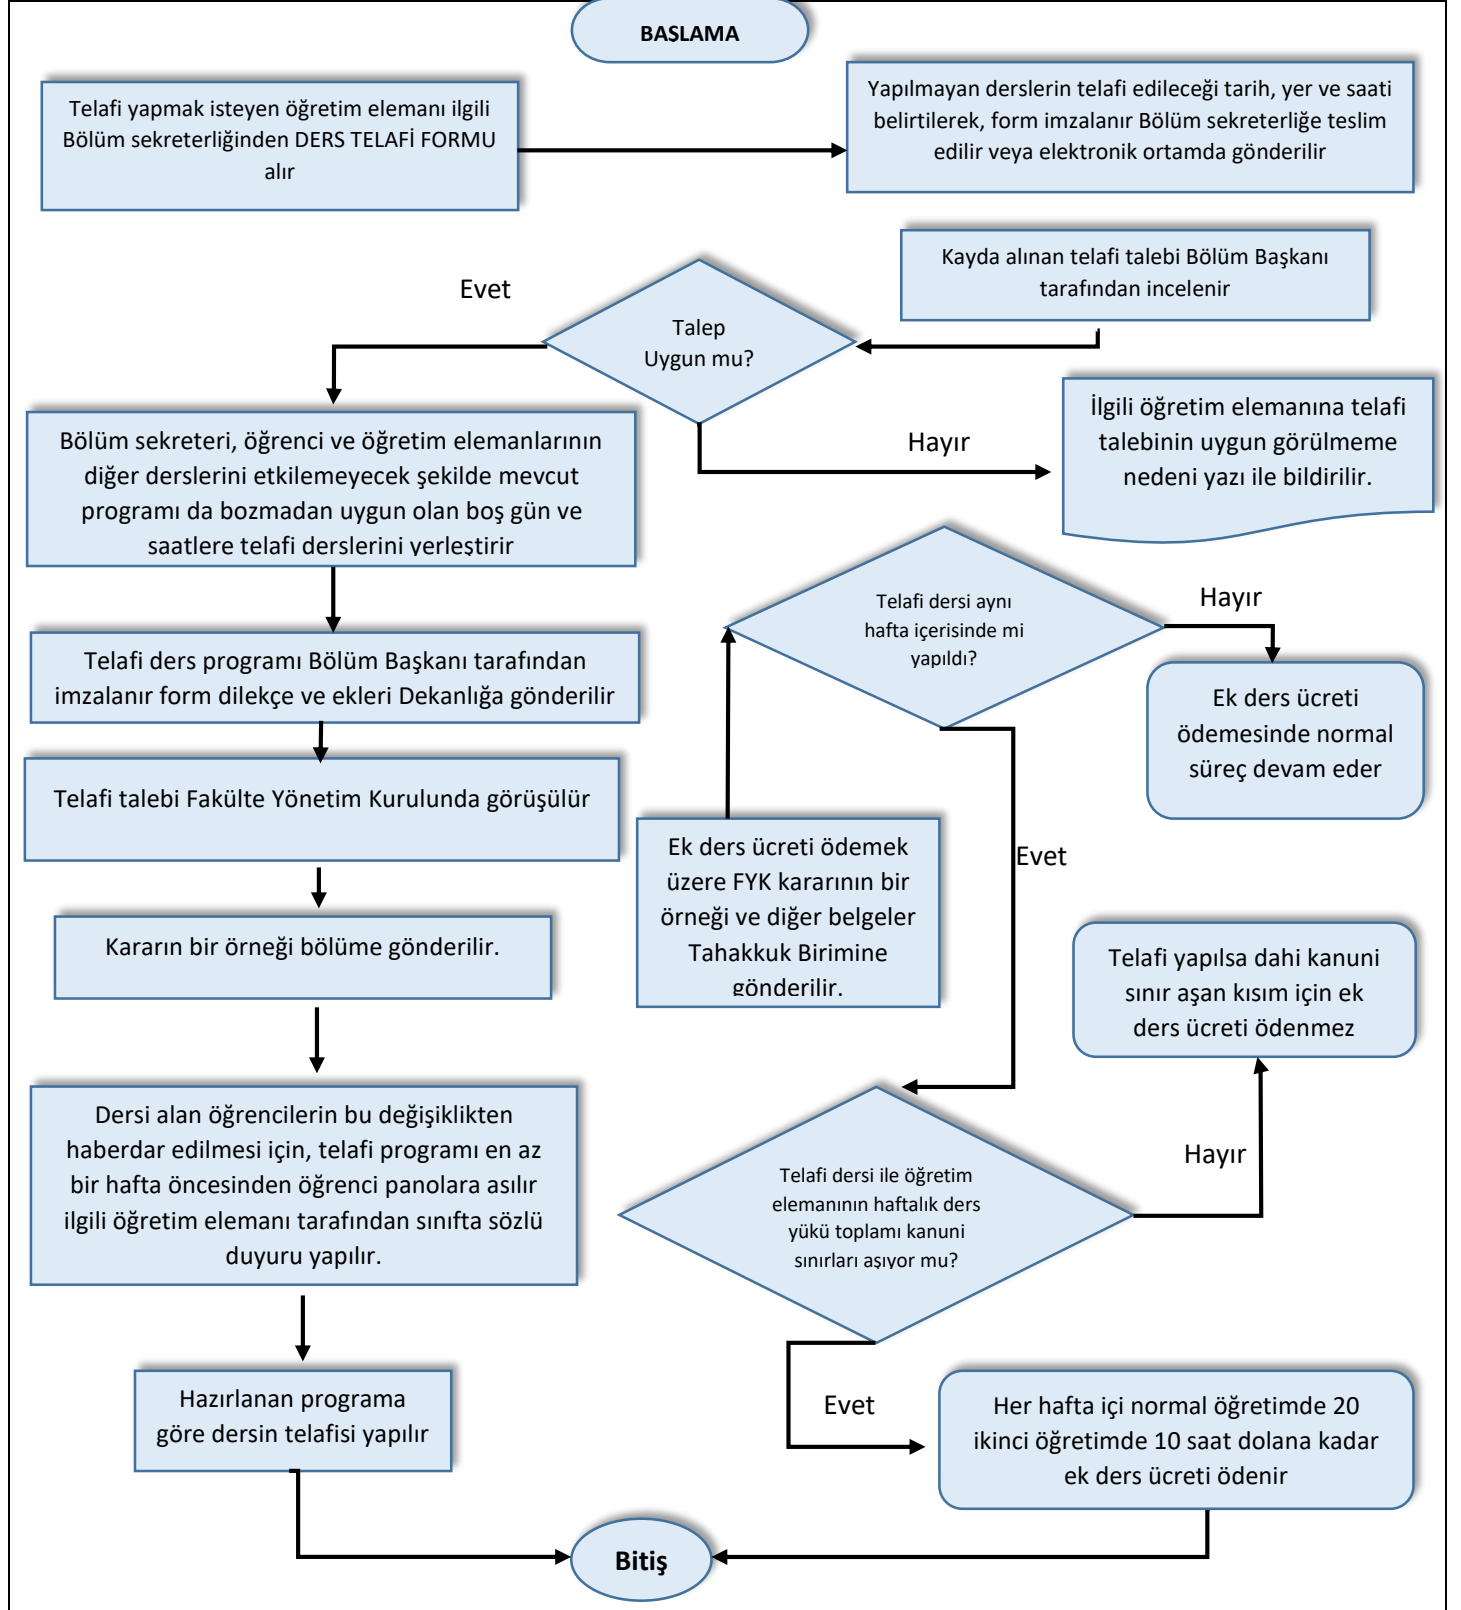 BAŞLAMA
Telafi yapmak isteyen öğretim elemanı ilgili
Bölüm sekreterliğinden DERS TELAFİ FORMU
alır
Yapılmayan derslerin telafi edileceği tarih, yer ve saati
belirtilerek, form imzalanır Bölüm sekreterliğe teslim
edilir veya elektronik ortamda gönderilir
Kayda alınan telafi talebi Bölüm Başkanı
tarafından incelenir
Evet
Talep
Uygun mu?
Hayır
İlgili öğretim elemanına telafi
talebinin uygun görülmeme
nedeni yazı ile bildirilir.
Bölüm sekreteri, öğrenci ve öğretim elemanlarının
diğer derslerini etkilemeyecek şekilde mevcut
programı da bozmadan uygun olan boş gün ve
saatlere telafi derslerini yerleştirir
Telafi dersi aynı
hafta içerisinde mi
yapıldı?
Hayır
Telafi ders programı Bölüm Başkanı tarafından
imzalanır form dilekçe ve ekleri Dekanlığa gönderilir
Ek ders ücreti
ödemesinde normal
süreç devam eder
Telafi talebi Fakülte Yönetim Kurulunda görüşülür
Ek ders ücreti ödemek
üzere FYK kararının bir
örneği ve diğer belgeler
Tahakkuk Birimine
gönderilir.
Evet
Kararın bir örneği bölüme gönderilir.
Telafi yapılsa dahi kanuni
sınır aşan kısım için ek
ders ücreti ödenmez
Dersi alan öğrencilerin bu değişiklikten
haberdar edilmesi için, telafi programı en az
bir hafta öncesinden öğrenci panolara asılır
ilgili öğretim elemanı tarafından sınıfta sözlü
duyuru yapılır.
Telafi dersi ile öğretim
elemanının haftalık ders
yükü toplamı kanuni
sınırları aşıyor mu?
Hayır
Hazırlanan programa
göre dersin telafisi yapılır
Evet
Her hafta içi normal öğretimde 20
ikinci öğretimde 10 saat dolana kadar
ek ders ücreti ödenir
Bitiş